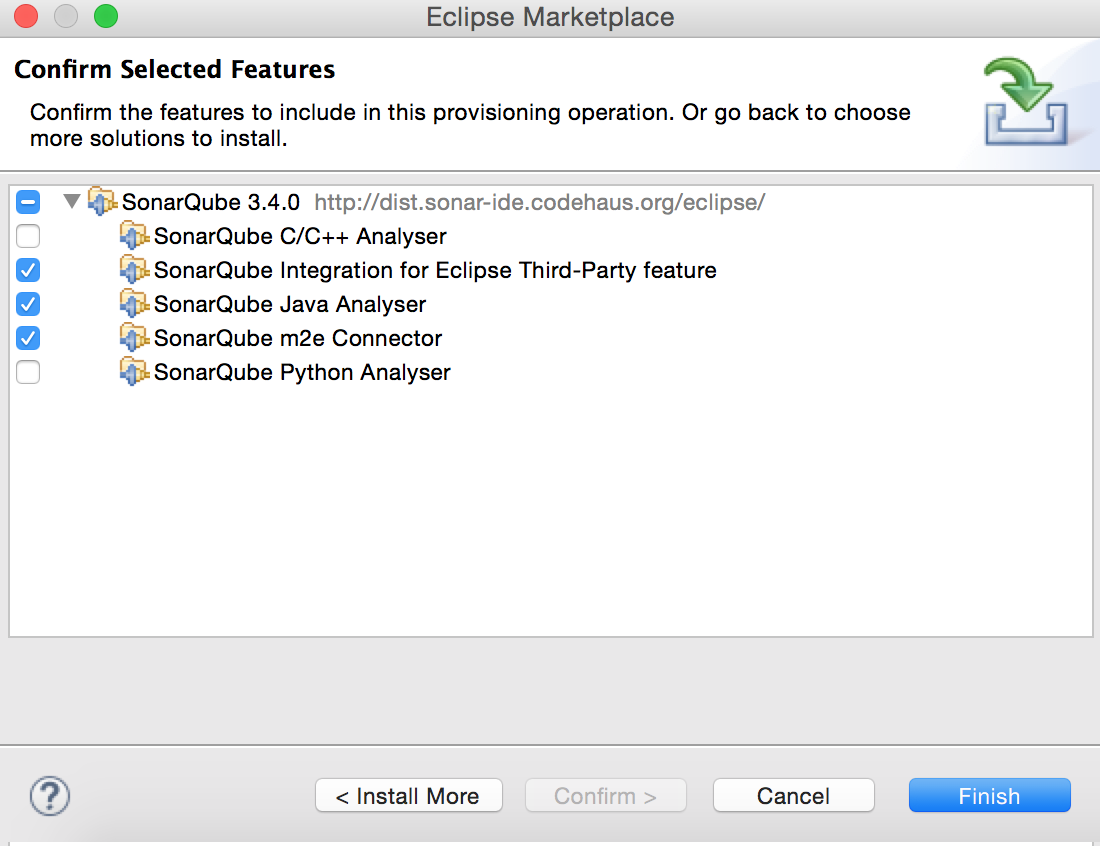 Eclipse Marketplace
Confirm Selected Features
Confirm the features to include in this provisioning operation. Or go back to choose
more solutions to install.
SonarQube 3.4.0 http://dist.sonar-ide.codehaus.org/eclipse/
SonarQube C/C++ Analyser
SonarQube Integration for Eclipse Third-Party feature
SonarQube Java Analyser
SonarQube m2e Connector
SonarQube Python Analyser
? < Install More Confirm > Cancel Finish